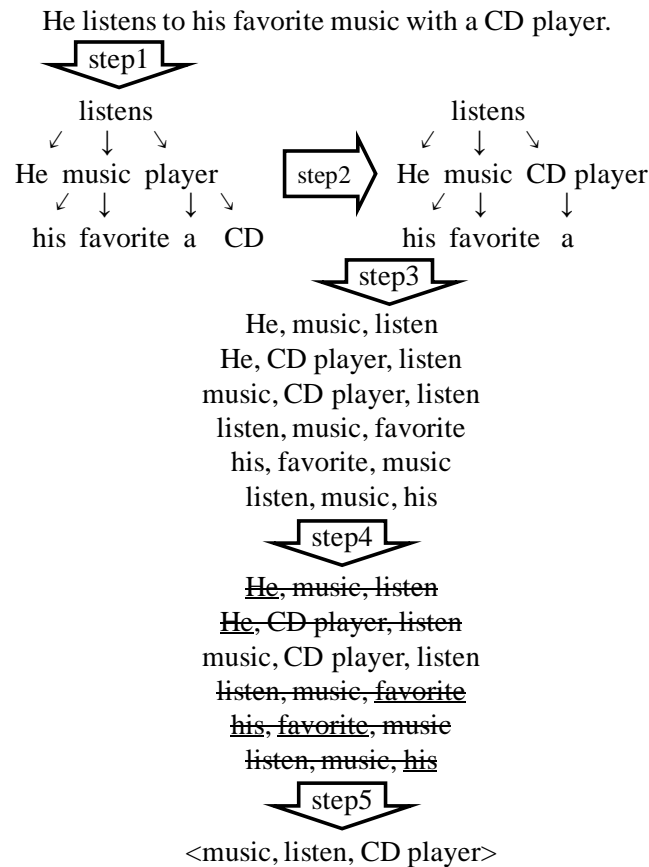 He listens to his favorite music with a CD player.
step1
listens
↙ ↓ ↘
He music player
↙ ↓ ↓ ↘
his favorite a CD
step2
listens
↙ ↓ ↘
He music CD player
↙ ↓ ↓
his favorite a
step3
He, music, listen
He, CD player, listen
music, CD player, listen
listen, music, favorite
his, favorite, music
listen, music, his
step4
He, music, listen
He, CD player, listen
music, CD player, listen
listen, music, favorite
his, favorite, music
listen, music, his
step5
<music, listen, CD player>